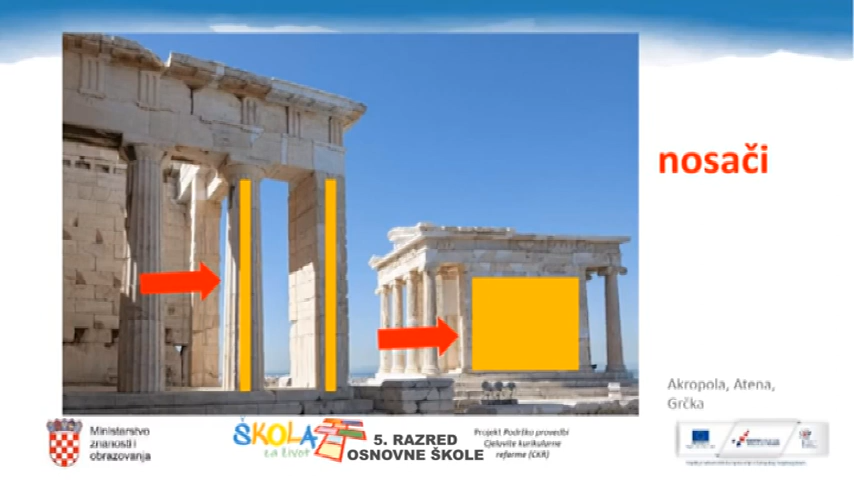 nosači
Akropola, Atena,
Grčka
Ministarstvo
znanosti i
obrazovanja
ŠKOLA
za život
5. RAZRED
OSNOVNE ŠKOLE
Projekt Podrška provedbi
Cjelovite kurikularne
reforme (CKR)